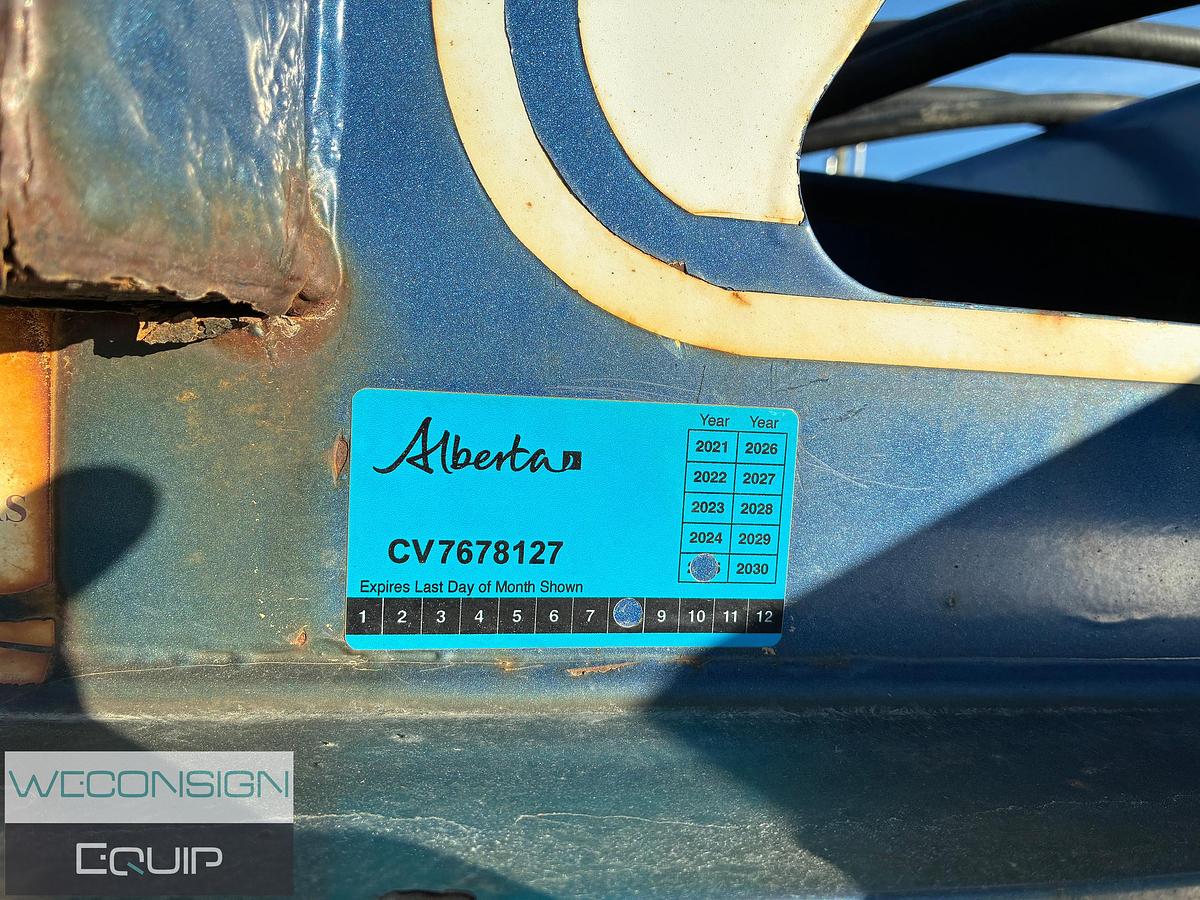 Alberta
Year Year
2021 2026
2022 2027
2023 2028
2024 2029
2030
CV7678127
Expires Last Day of Month Shown
1 2 3 4 5 6 7 9 10 11 12
WECONSIGN
EQUIP